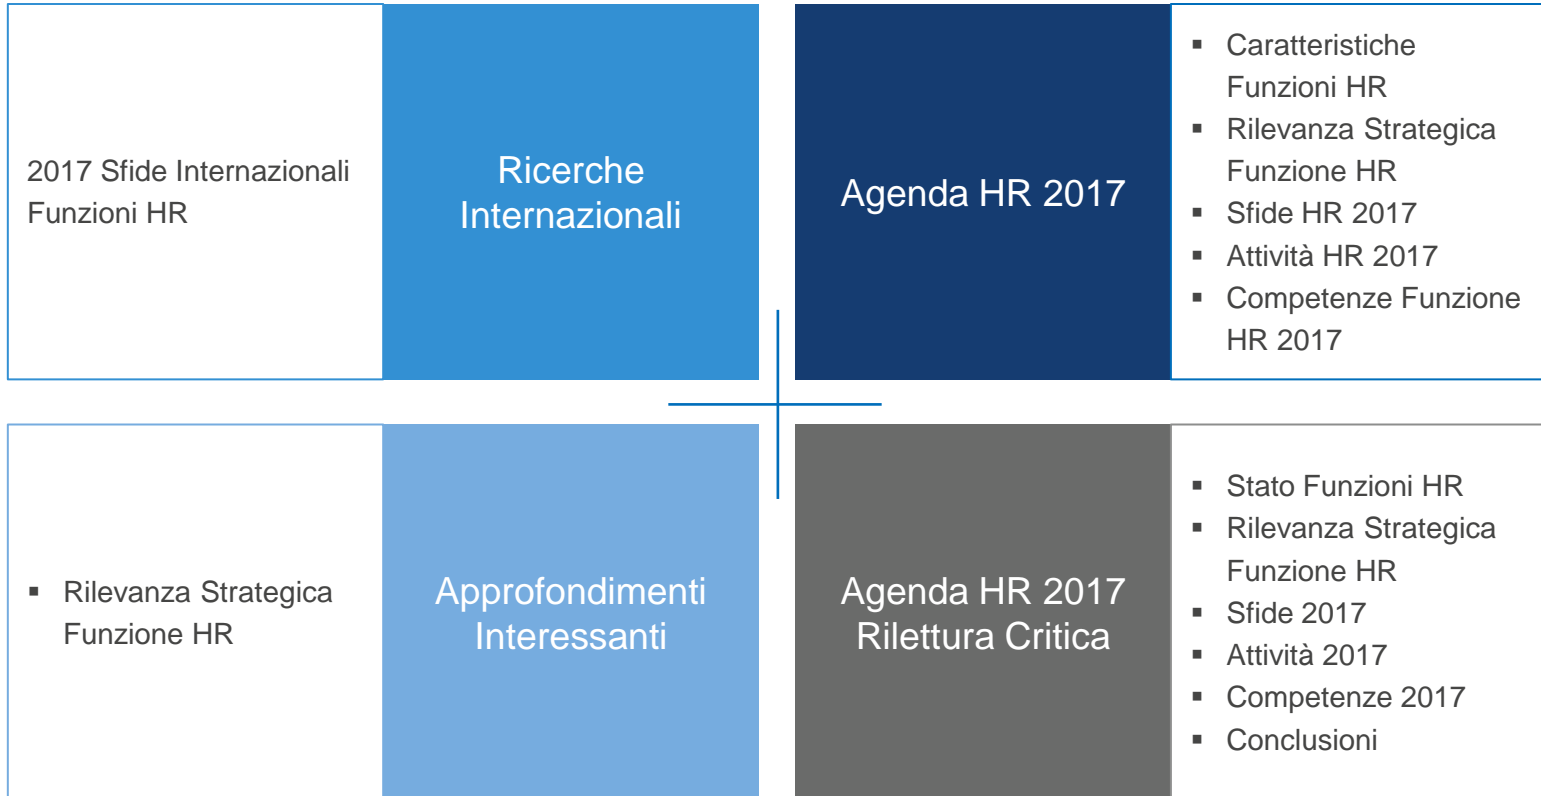 2017 Sfide Internazionali
Funzioni HR
Ricerche
Internazionali
Agenda HR 2017
▪ Caratteristiche
Funzioni HR
▪ Rilevanza Strategica
Funzione HR
▪ Sfide HR 2017
▪ Attività HR 2017
▪ Competenze Funzione
HR 2017
▪ Rilevanza Strategica
Funzione HR
Approfondimenti
Interessanti
Agenda HR 2017
Rilettura Critica
▪ Stato Funzioni HR
▪ Rilevanza Strategica
Funzione HR
▪ Sfide 2017
▪ Attività 2017
▪ Competenze 2017
▪ Conclusioni